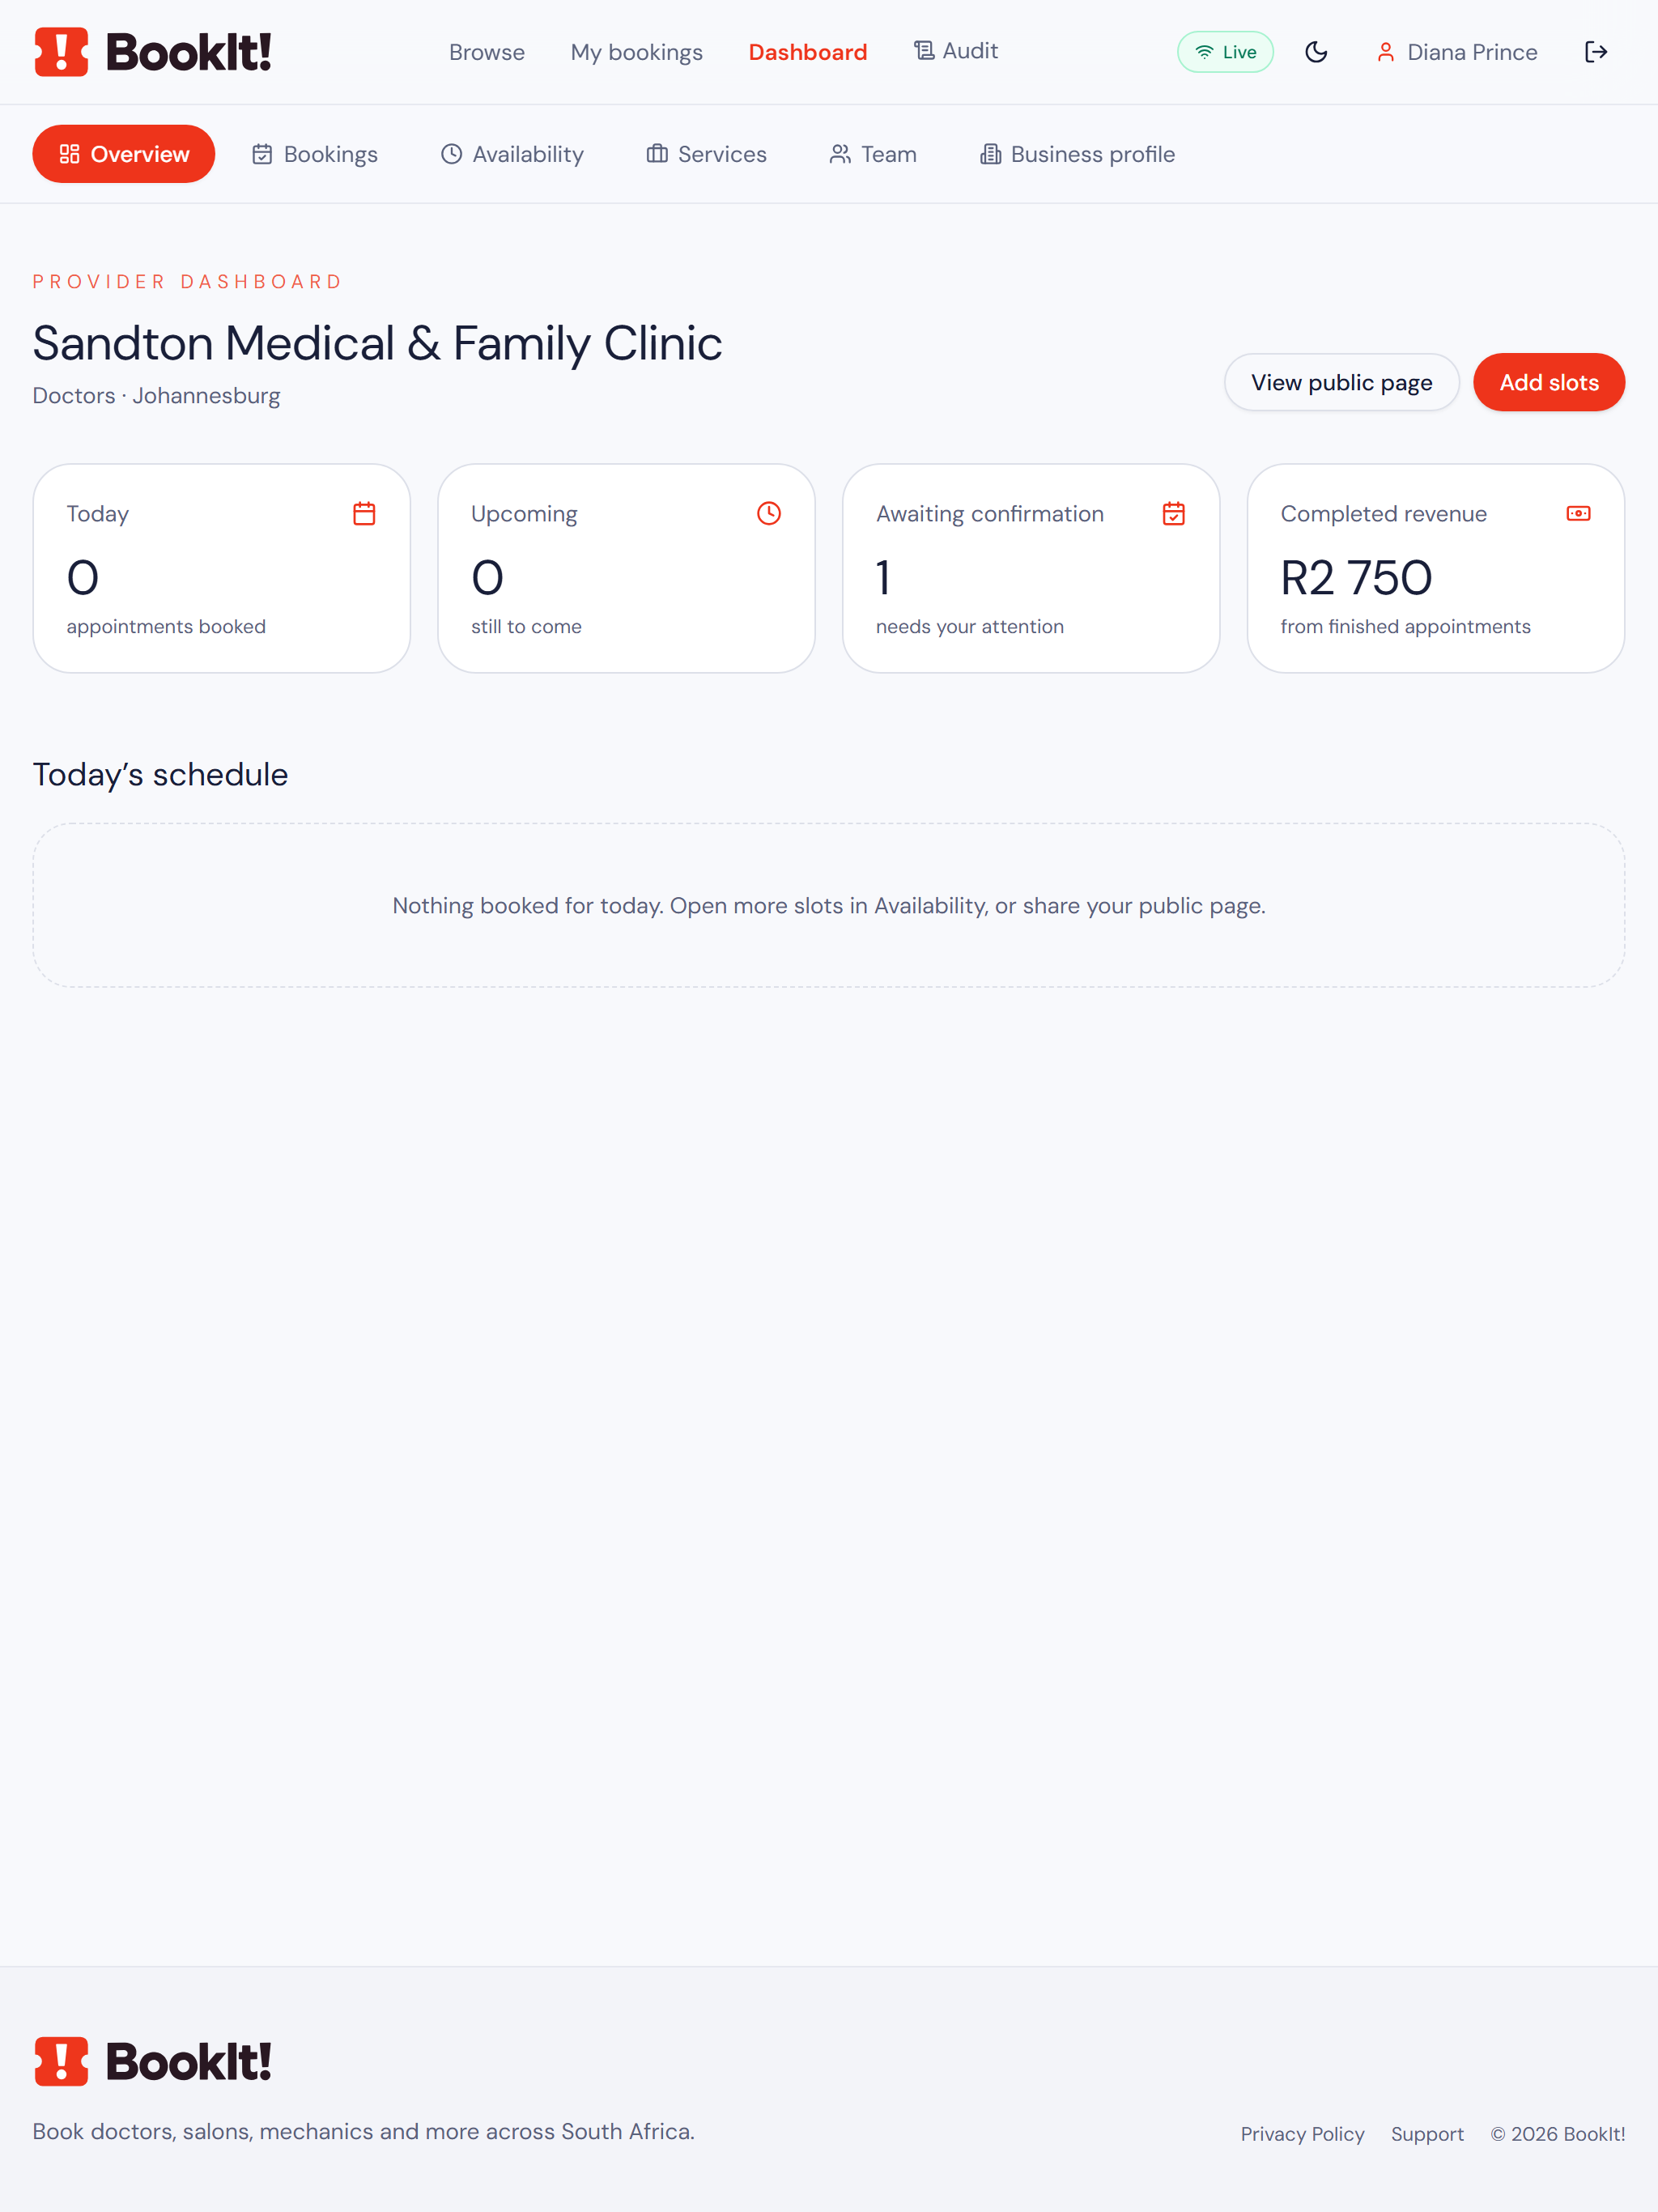 BookIt!
Browse My bookings Dashboard Audit
Live
Diana Prince
Overview Bookings Availability Services Team Business profile
PROVIDER DASHBOARD
Sandton Medical & Family Clinic
Doctors · Johannesburg
View public page Add slots
Today
0
appointments booked
Upcoming
0
still to come
Awaiting confirmation
1
needs your attention
Completed revenue
R2 750
from finished appointments
Today’s schedule
Nothing booked for today. Open more slots in Availability, or share your public page.
BookIt!
Book doctors, salons, mechanics and more across South Africa.
Privacy Policy Support © 2026 BookIt!